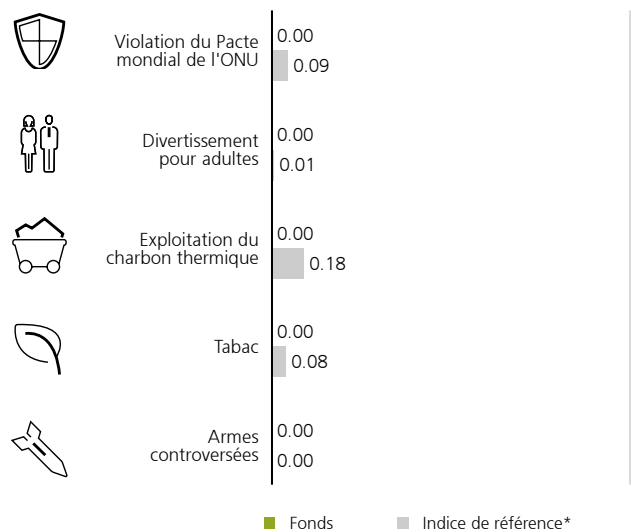 Violation du Pacte
mondial de l'ONU
0.00
0.09
Divertissement
pour adultes
0.00
0.01
Exploitation du
charbon thermique
0.00
0.18
Tabac
0.00
0.08
Armes
controversées
0.00
0.00
Fonds
Indice de référence*